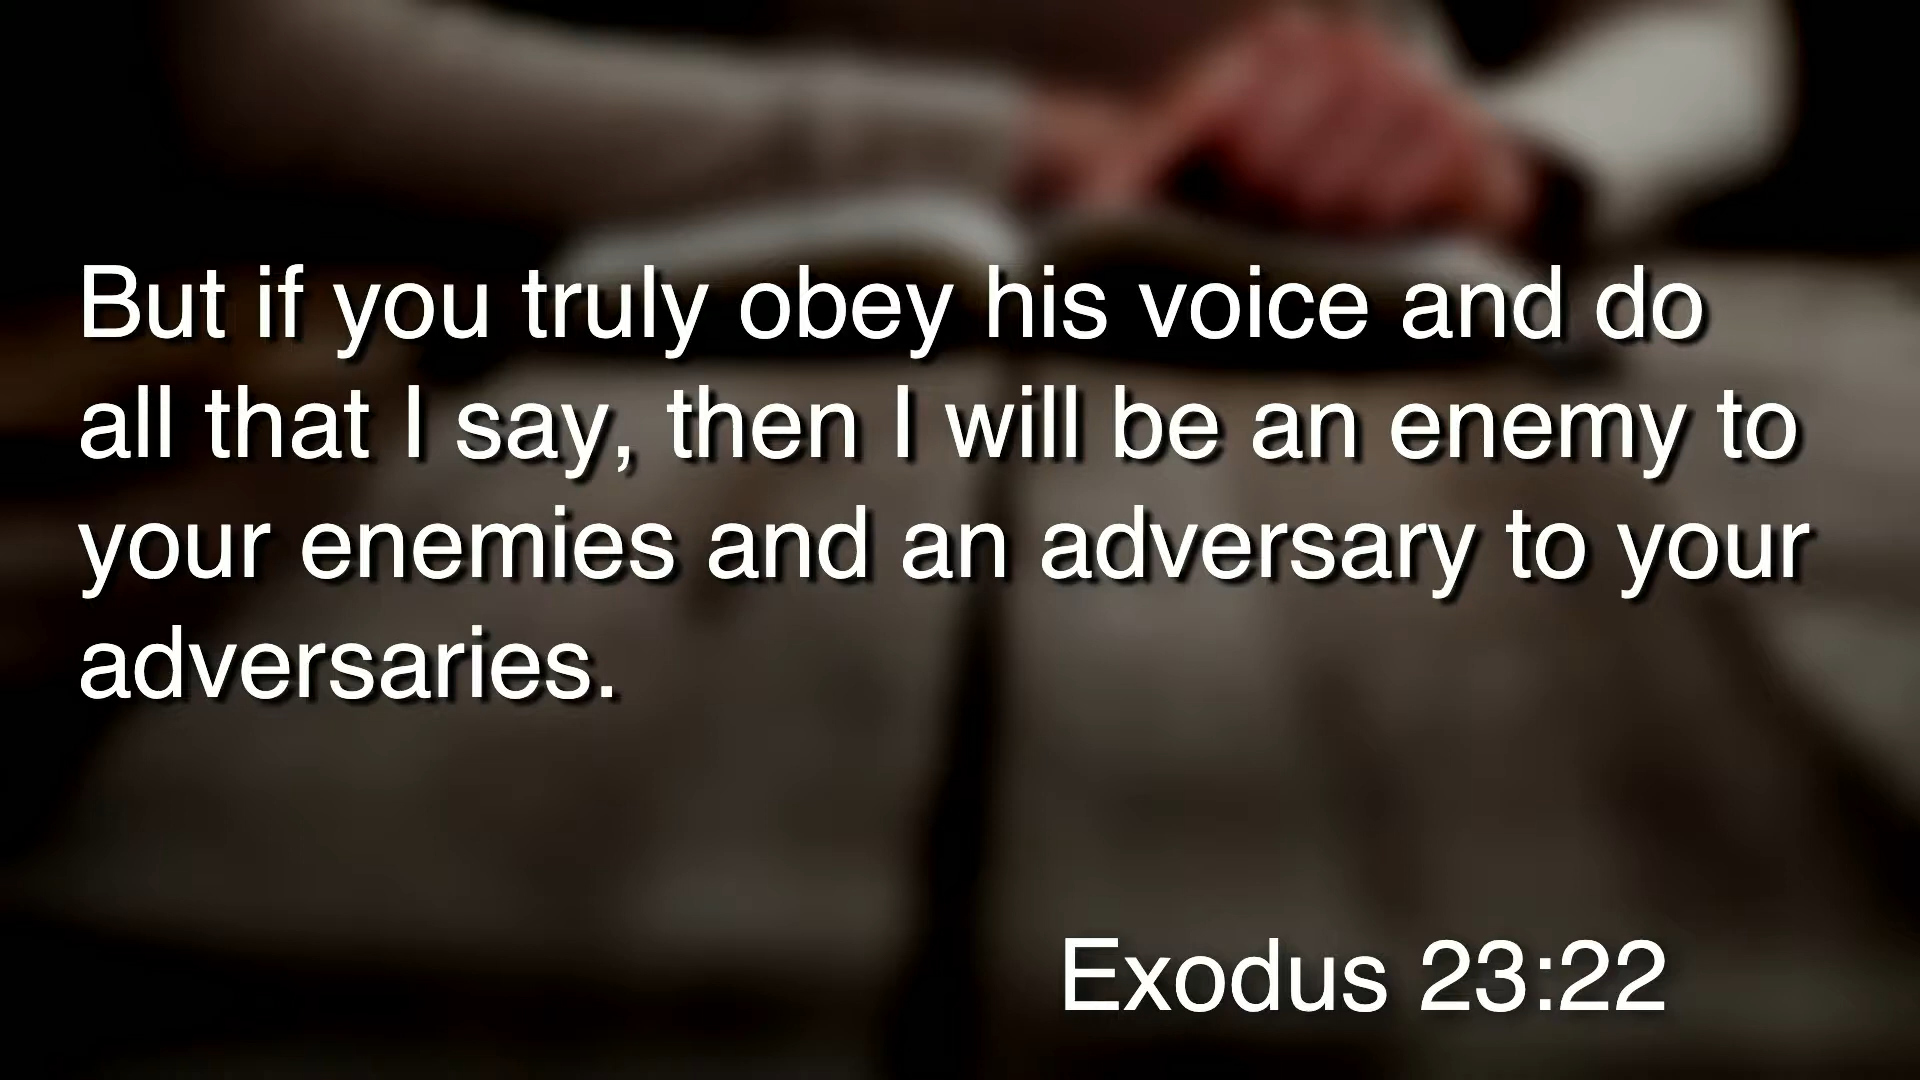 But if you truly obey his voice and do
all that I say, then I will be an enemy to
your enemies and an adversary to your
adversaries.
Exodus 23:22